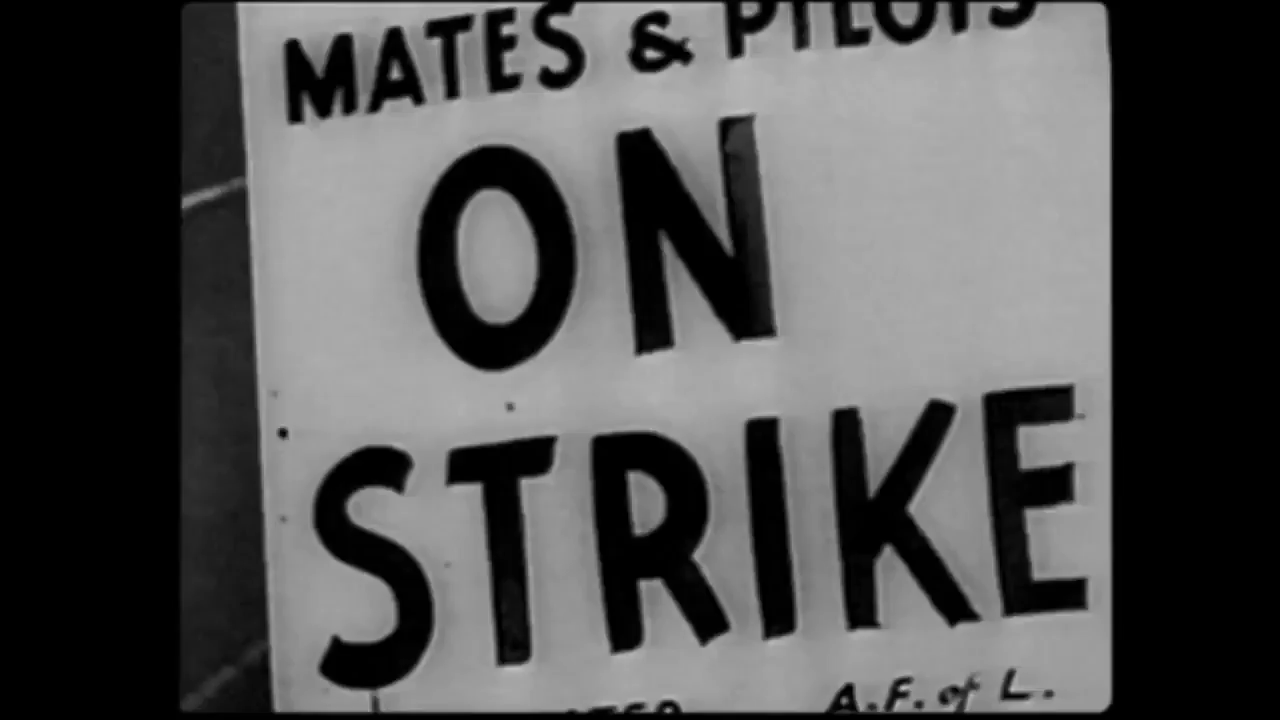 MATES & PILOTS
ON
STRIKE
A.F. of L.